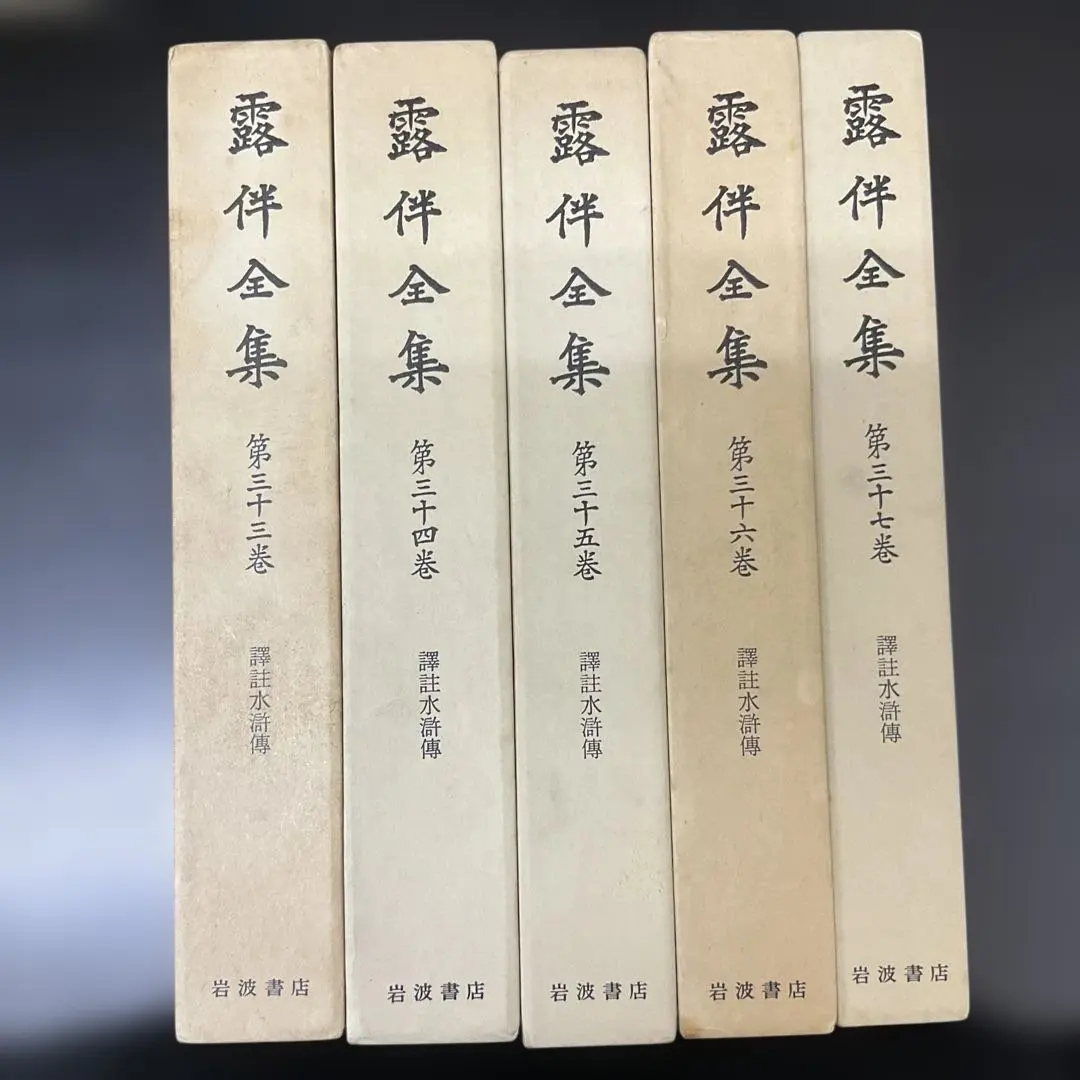 露伴全集
第三十三巻
譯註水滸傳
岩波書店
露伴全集
第三十四巻
譯註水滸傳
岩波書店
露伴全集
第三十五巻
譯註水滸傳
岩波書店
露伴全集
第三十六巻
譯註水滸傳
岩波書店
露伴全集
第三十七巻
譯註水滸傳
岩波書店